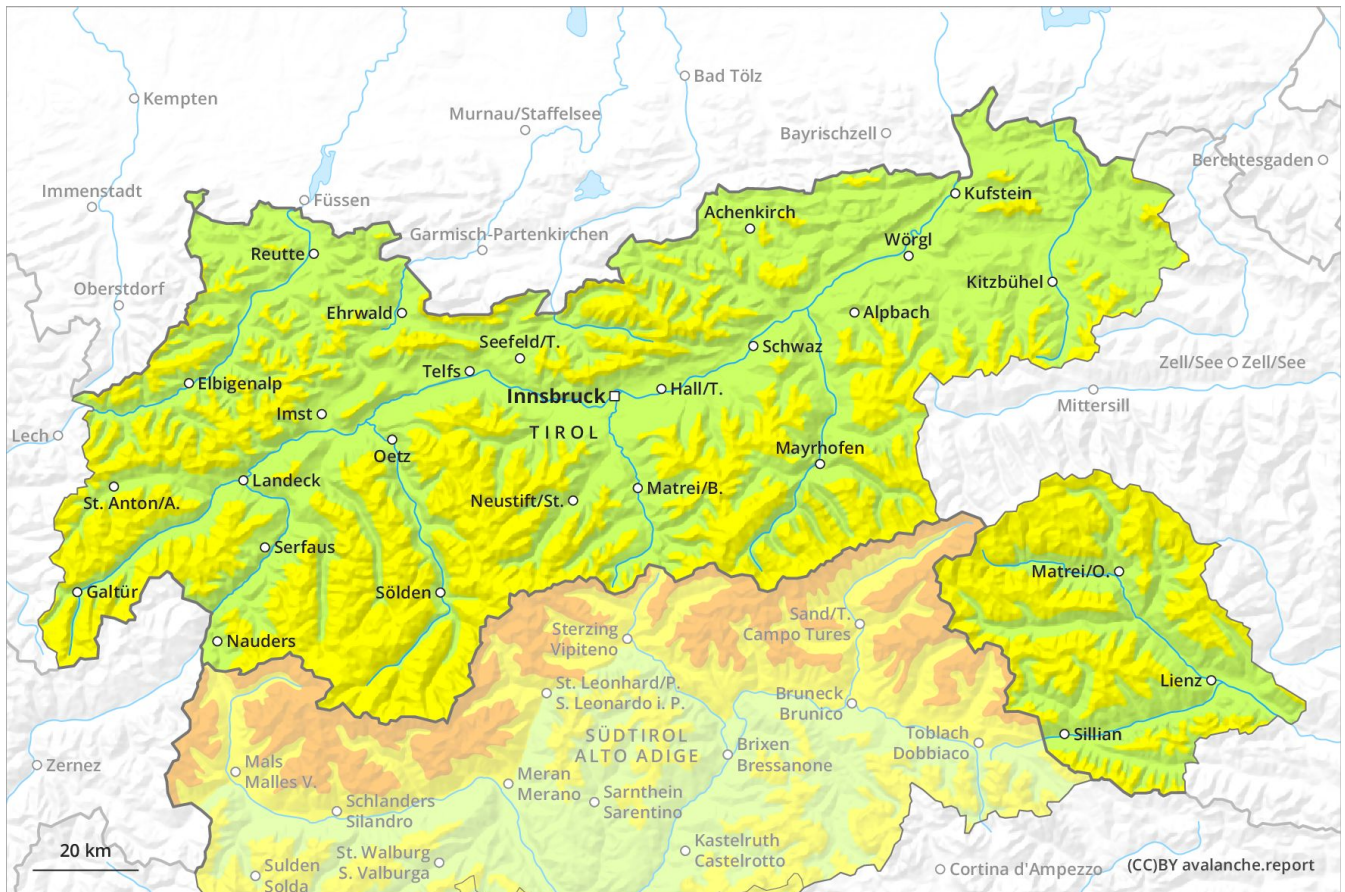 Kempten
Bad Tölz
Murnau/Staffelsee
Bayrischzell
Berchtesgaden
Immenstadt
Füssen
Kufstein
Achenkirch
Garmisch-Partenkirchen
Reutte
Wörgl
Oberstdorf
Kitzbühel
Ehrwald
Alpbach
Seefeld/T.
Schwaz
Zell/See
Zell/See
Telfs
Elbigenalp
Hall/T.
Innsbruck
Mittersill
Imst
TIROL
Lech
Oetz
Mayrhofen
Landeck
Matrei/B.
St. Anton/A.
Neustift/St.
Serfaus
Matrei/O.
Galtür
Sölden
Sand/T.
Campo Tures
Sterzing
Vipiteno
Nauders
Lienz
St. Leonhard/P.
S. Leonardo i. P.
Bruneck
Brunico
Sillian
SÜDTIROL
ALTO ADIGE
Toblach
Dobbiaco
Brixen
Bressanone
Zernez
Mals
Malles V.
Meran
Merano
Sarnthein
Sarentino
Schlanders
Silandro
Kastelruth
Castelrotto
20 km
St. Walburg
S. Valburga
Sulden
Solda
Cortina d'Ampezzo
(CC)BY avalanche.report